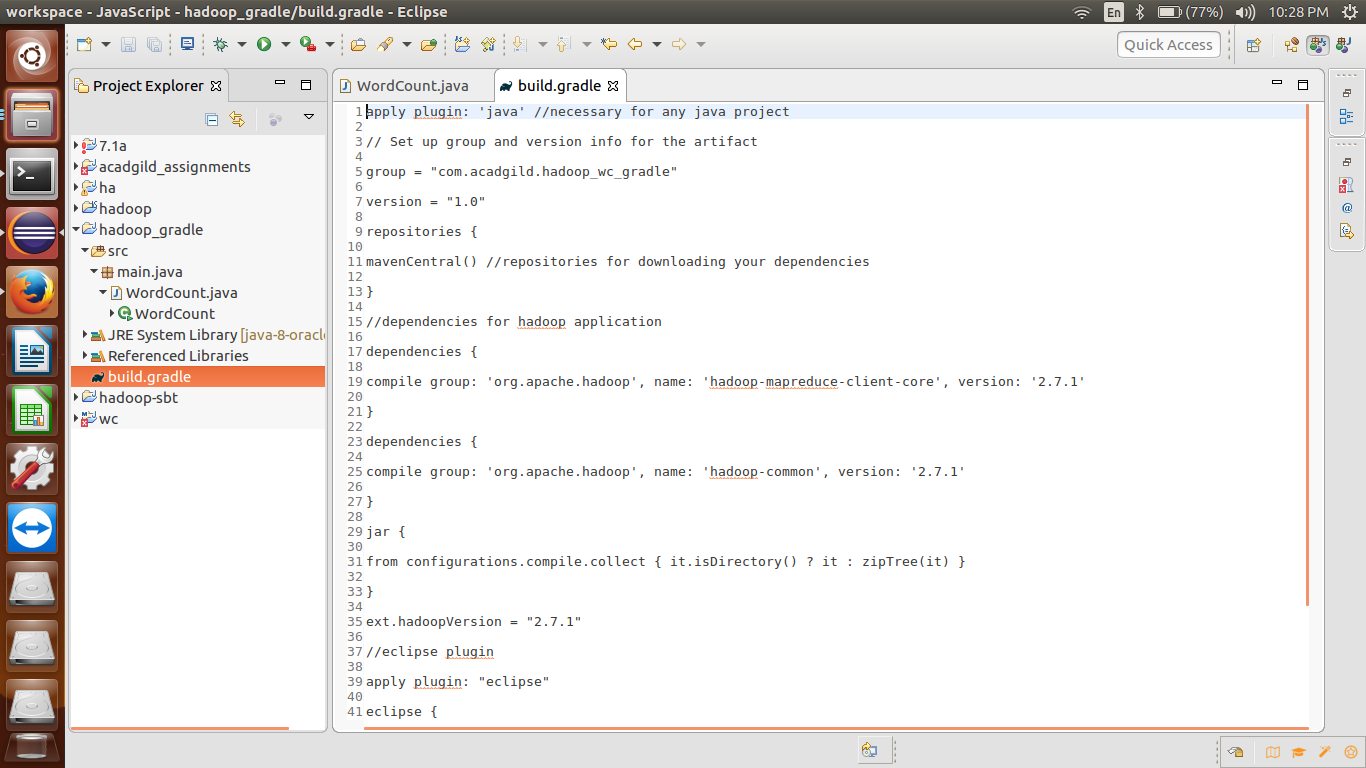 workspace - JavaScript - hadoop_gradle/build.gradle - Eclipse
En
(77%)
10:28 PM
Quick Access
Project Explorer
WordCount.java
build.gradle
7.1a
acadgild_assignments
ha
hadoop
hadoop_gradle
src
main.java
WordCount.java
WordCount
JRE System Library [java-8-oracl
Referenced Libraries
build.gradle
hadoop-sbt
wc
1 apply plugin: 'java' //necessary for any java project
2
3 // Set up group and version info for the artifact
4
5 group = "com.acadgild.hadoop_wc_gradle"
6
7 version = "1.0"
8
9 repositories {
10
11 mavenCentral() //repositories for downloading your dependencies
12
13 }
14
15 //dependencies for hadoop application
16
17 dependencies {
18
19 compile group: 'org.apache.hadoop', name: 'hadoop-mapreduce-client-core', version: '2.7.1'
20
21 }
22
23 dependencies {
24
25 compile group: 'org.apache.hadoop', name: 'hadoop-common', version: '2.7.1'
26
27 }
28
29 jar {
30
31 from configurations.compile.collect { it.isDirectory() ? it : zipTree(it) }
32
33 }
34
35 ext.hadoopVersion = "2.7.1"
36
37 //eclipse plugin
38
39 apply plugin: "eclipse"
40
41 eclipse {